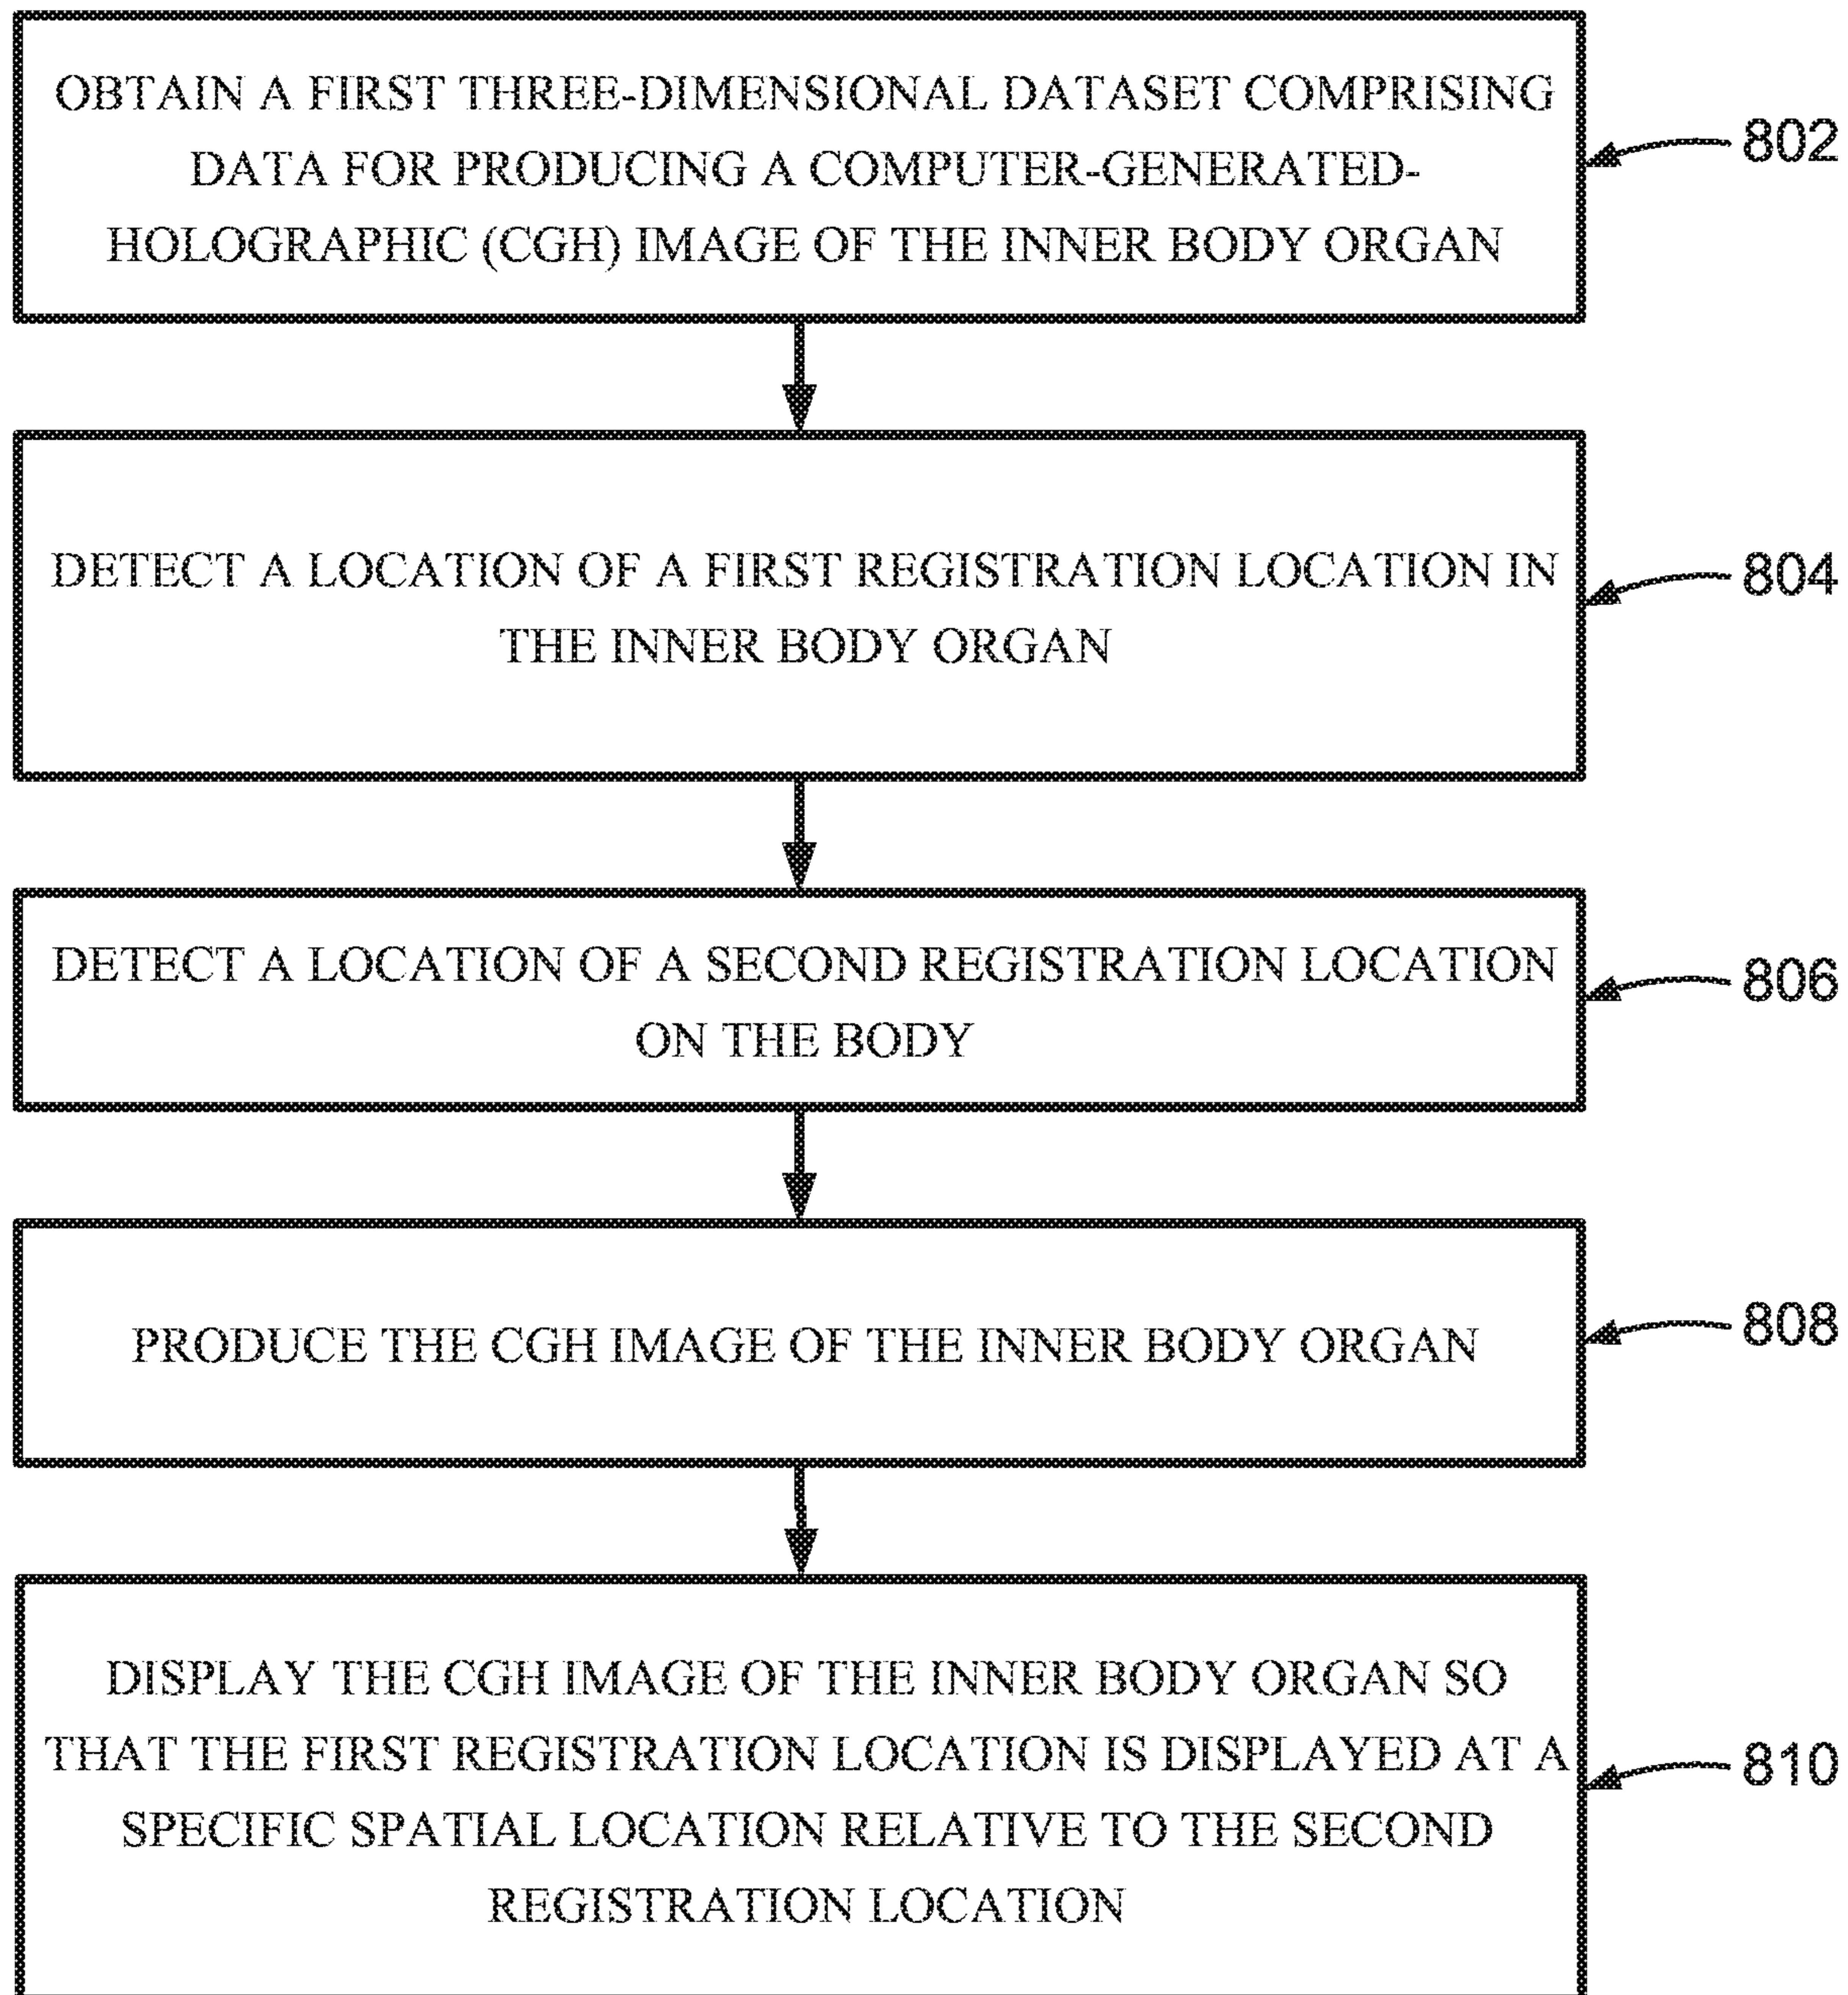 OBTAIN A FIRST THREE-DIMENSIONAL DATASET COMPRISING
DATA FOR PRODUCING A COMPUTER-GENERATED-
HOLOGRAPHIC (CGH) IMAGE OF THE INNER BODY ORGAN
802
DETECT A LOCATION OF A FIRST REGISTRATION LOCATION IN
THE INNER BODY ORGAN
804
DETECT A LOCATION OF A SECOND REGISTRATION LOCATION
ON THE BODY
806
PRODUCE THE CGH IMAGE OF THE INNER BODY ORGAN
808
DISPLAY THE CGH IMAGE OF THE INNER BODY ORGAN SO
THAT THE FIRST REGISTRATION LOCATION IS DISPLAYED AT A
SPECIFIC SPATIAL LOCATION RELATIVE TO THE SECOND
REGISTRATION LOCATION
810